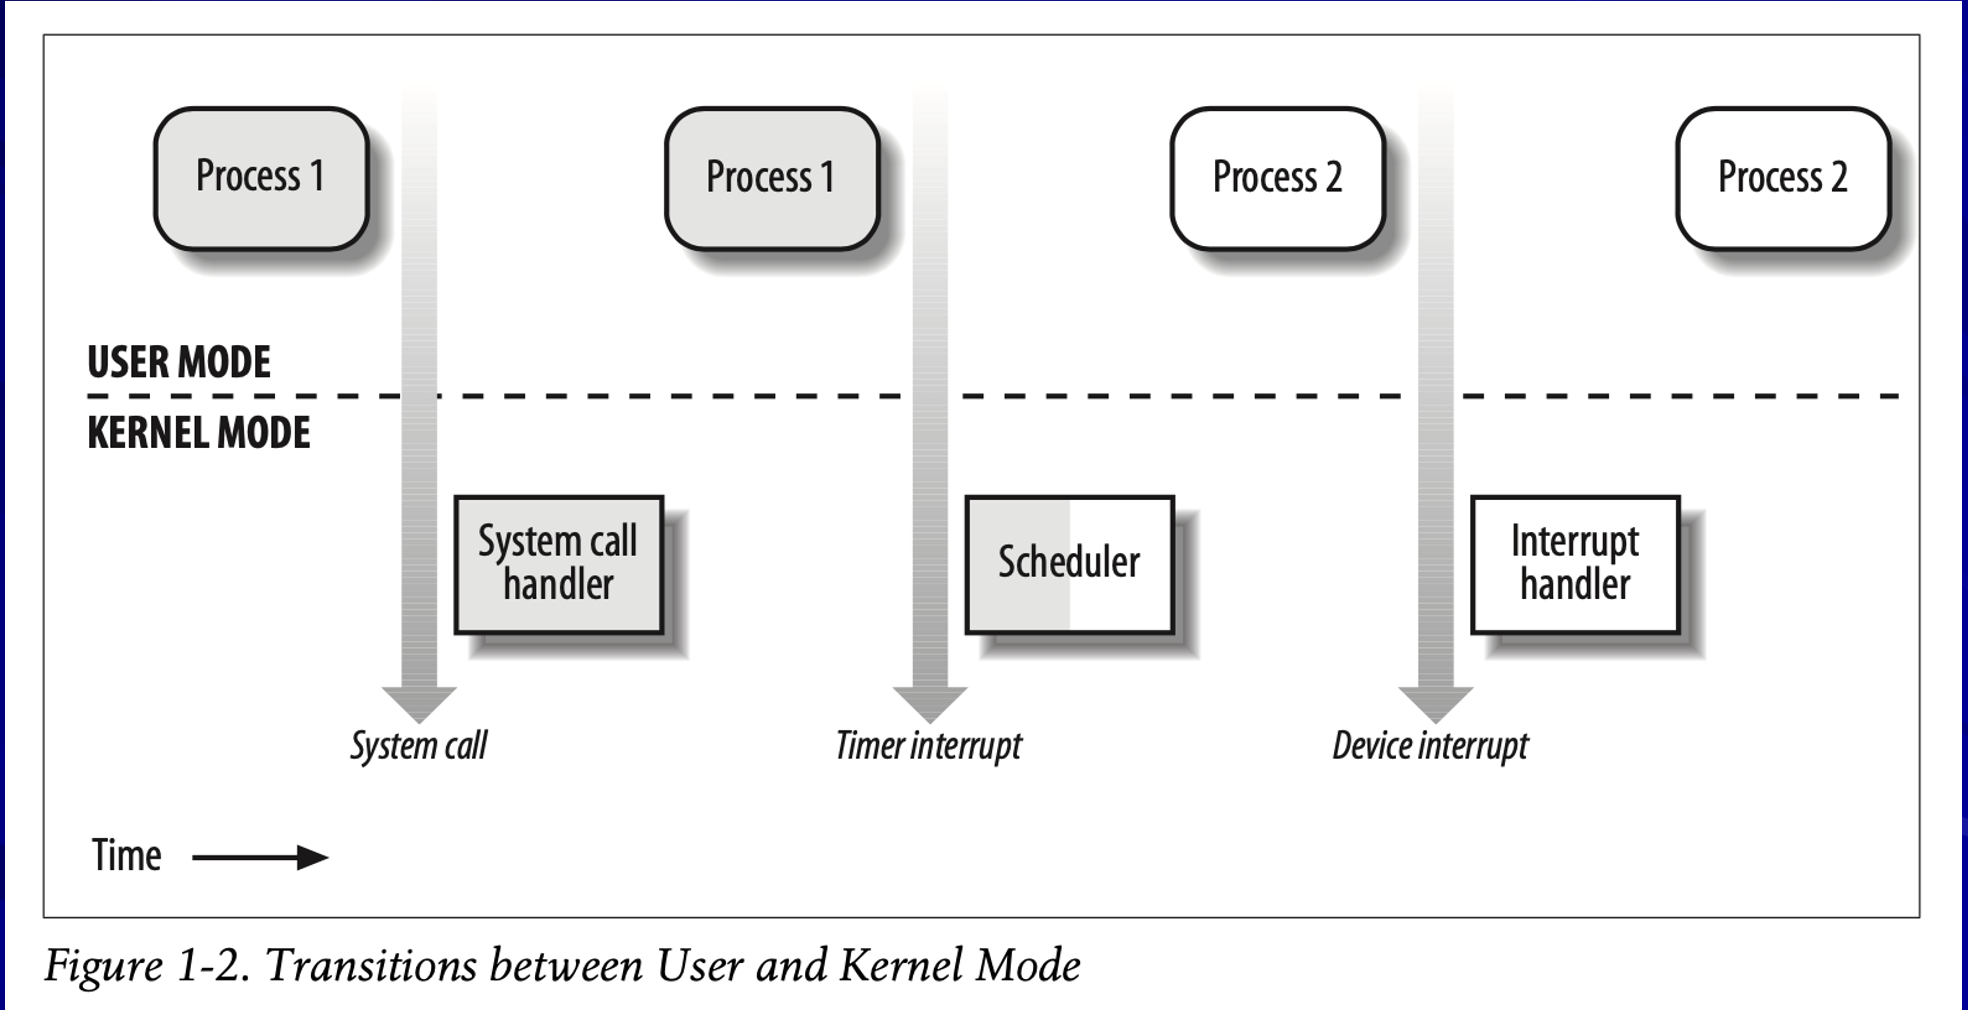 Process 1
Process 1
Process 2
Process 2
USER MODE
KERNEL MODE
System call
handler
Scheduler
Interrupt
handler
System call
Timer interrupt
Device interrupt
Time
Figure 1-2. Transitions between User and Kernel Mode